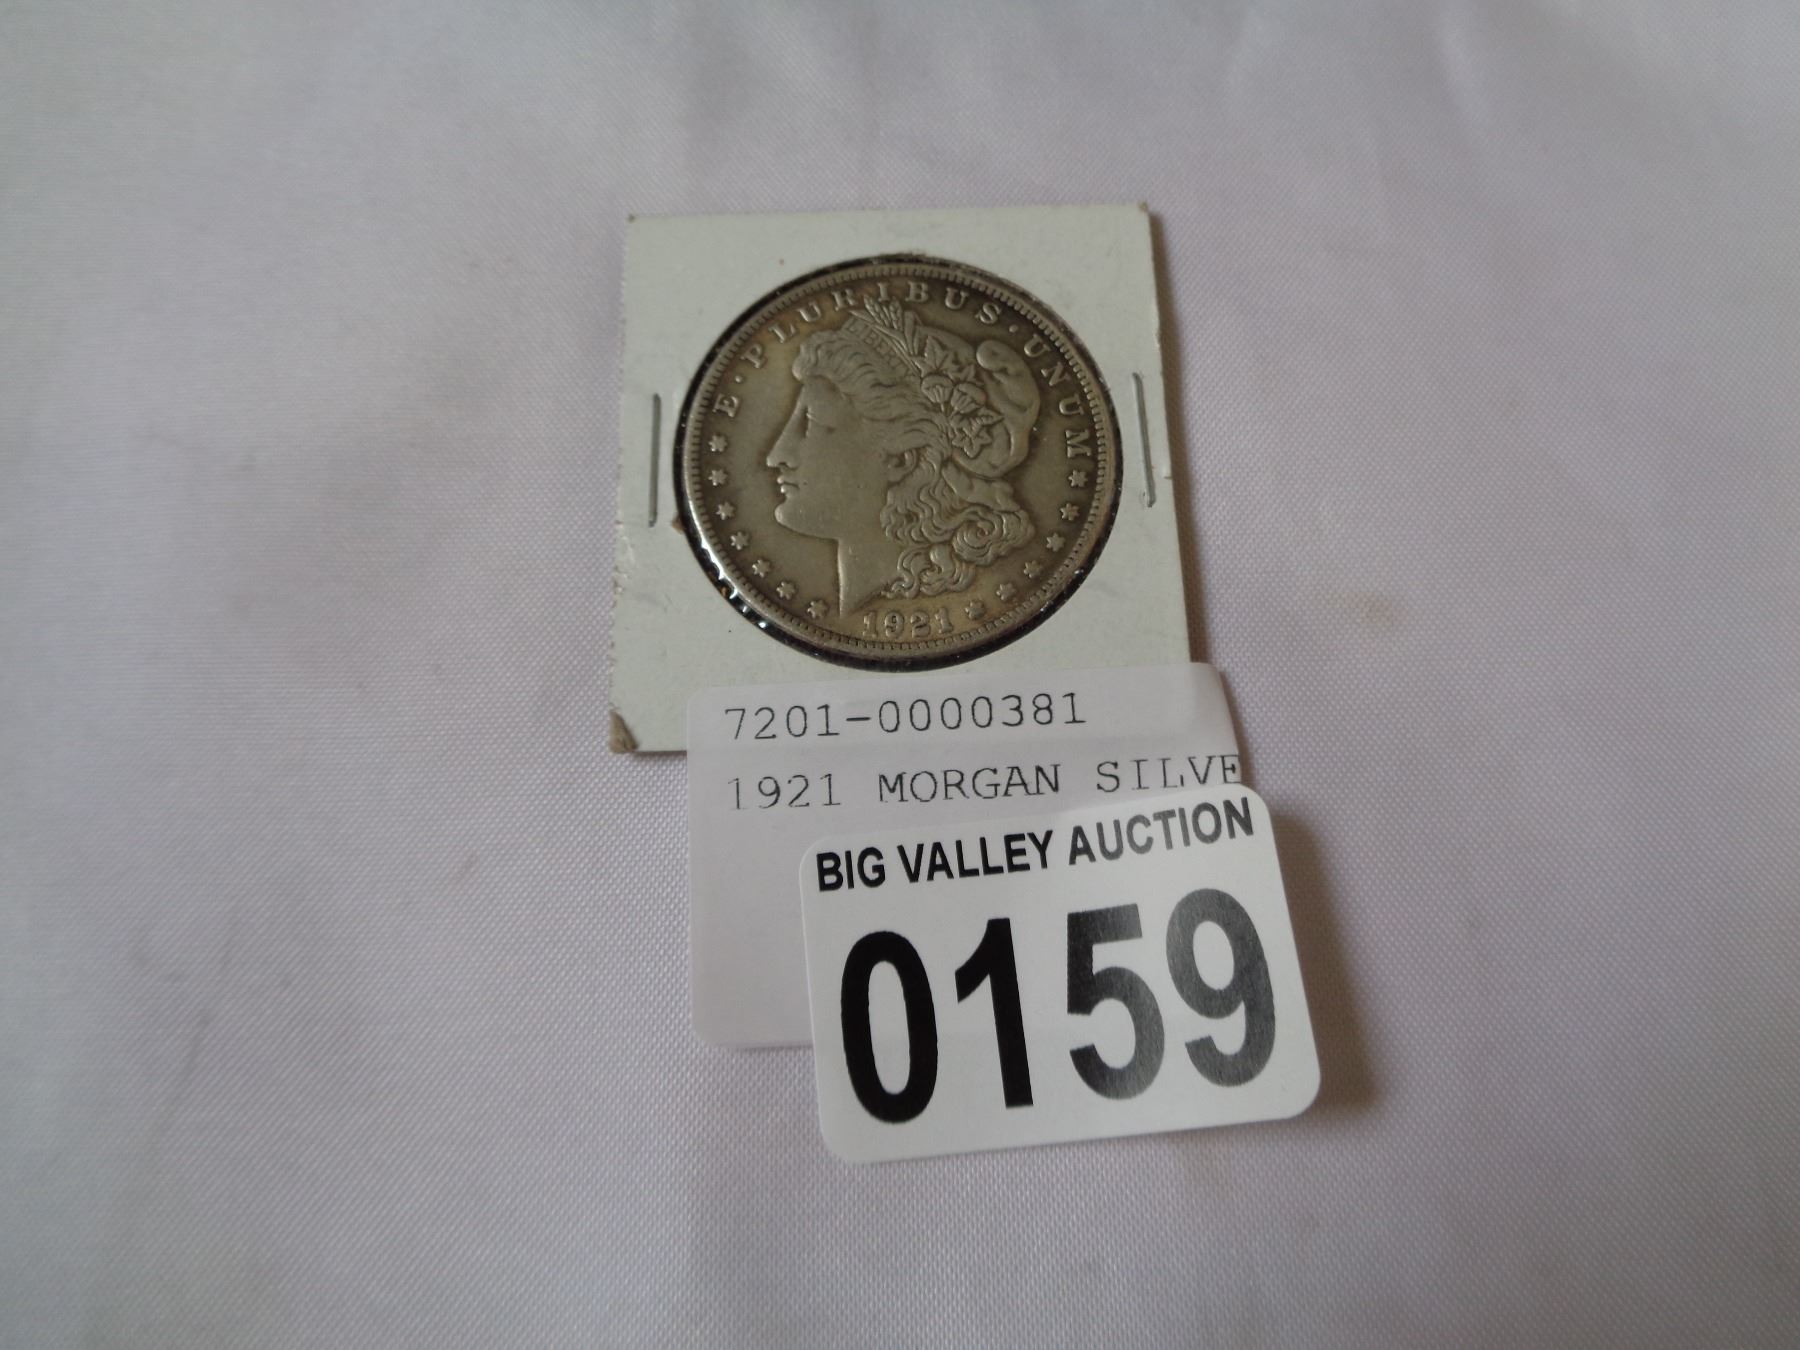 E · PLURIBUS · UNUM
LIBERTY
1921
7201-0000381
1921 MORGAN SILVE
BIG VALLEY AUCTION
0159